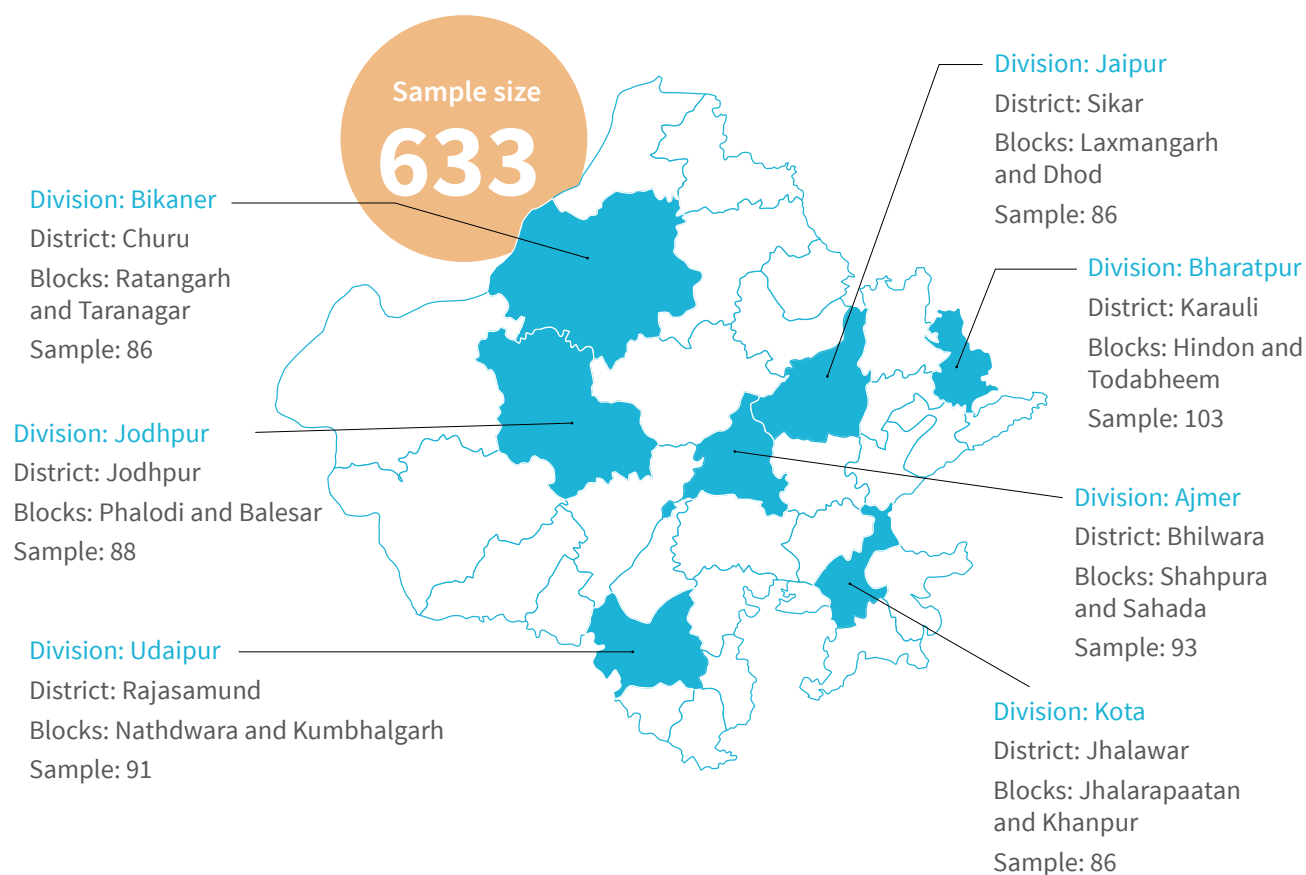 Sample size
633
Division: Bikaner
District: Churu
Blocks: Ratangarh
and Taranagar
Sample: 86
Division: Jodhpur
District: Jodhpur
Blocks: Phalodi and Balesar
Sample: 88
Division: Udaipur
District: Rajasamund
Blocks: Nathdwara and Kumbhalgarh
Sample: 91
Division: Jaipur
District: Sikar
Blocks: Laxmangarh
and Dhod
Sample: 86
Division: Bharatpur
District: Karauli
Blocks: Hindon and
Todabheem
Sample: 103
Division: Ajmer
District: Bhilwara
Blocks: Shahpura
and Sahada
Sample: 93
Division: Kota
District: Jhalawar
Blocks: Jhalarapaatan
and Khanpur
Sample: 86